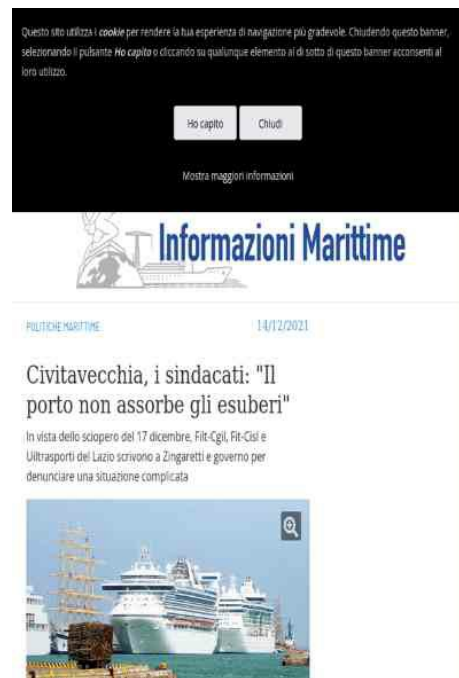 Questo sito utilizza i cookie per rendere la tua esperienza di navigazione più gradevole. Chiudendo questo banner,
selezionando il pulsante Ho capito o cliccando su qualunque elemento al di sotto di questo banner acconsenti al
loro utilizzo.
Ho capito Chiudi
Mostra maggiori informazioni
Informazioni Marittime
POLITICHE MARITTIME 14/12/2021
Civitavecchia, i sindacati: "Il
porto non assorbe gli esuberi"
In vista dello sciopero del 17 dicembre, Filt-Cgil, Fit-Cisl e
Uiltrasporti del Lazio scrivono a Zingaretti e governo per
denunciare una situazione complicata